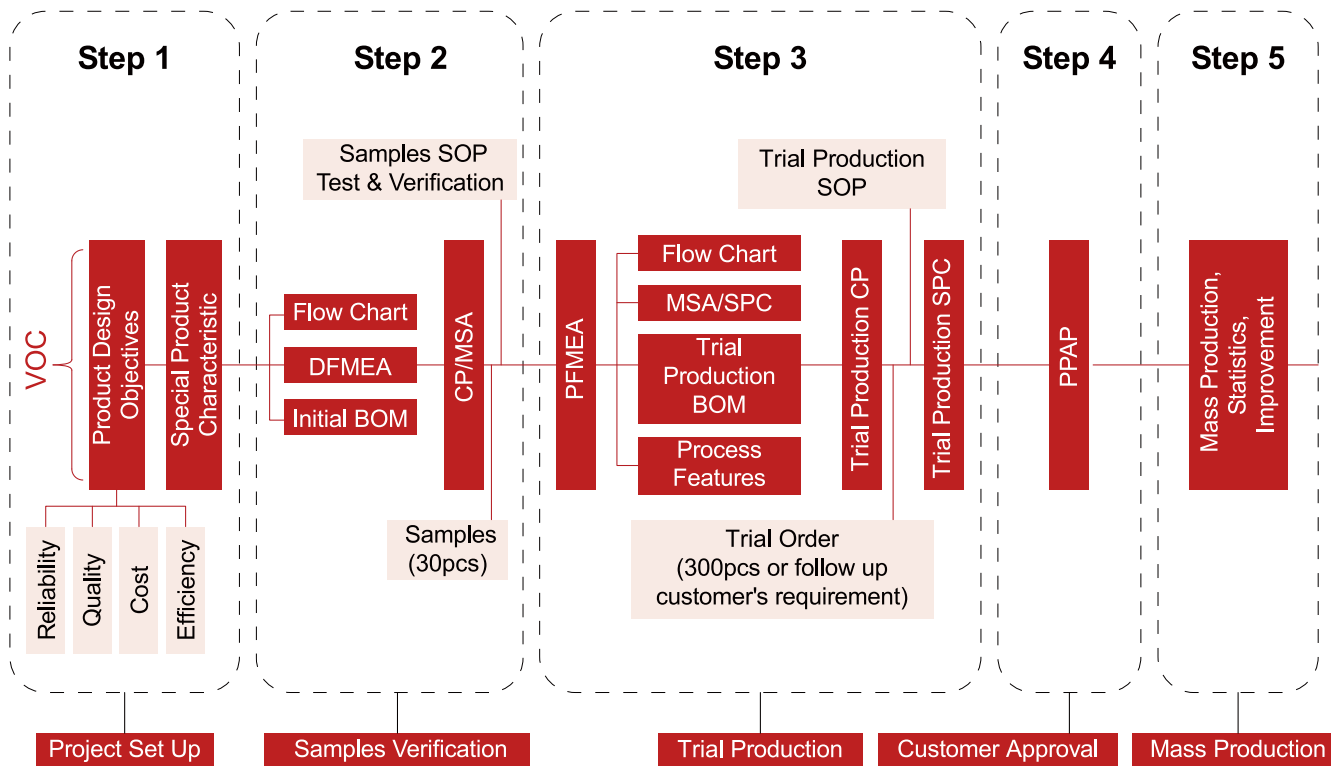 Step 1
VOC
Product Design
Objectives
Special Product
Characteristic
Reliability
Quality
Cost
Efficiency
Project Set Up
Step 2
Samples SOP
Test & Verification
Flow Chart
DFMEA
Initial BOM
CP/MSA
Samples
(30pcs)
Samples Verification
Step 3
PFMEA
Flow Chart
MSA/SPC
Trial
Production
BOM
Process
Features
Trial Production CP
Trial Production
SOP
Trial Production SPC
Trial Order
(300pcs or follow up
customer's requirement)
Trial Production
Step 4
PPAP
Customer Approval
Step 5
Mass Production,
Statistics,
Improvement
Mass Production